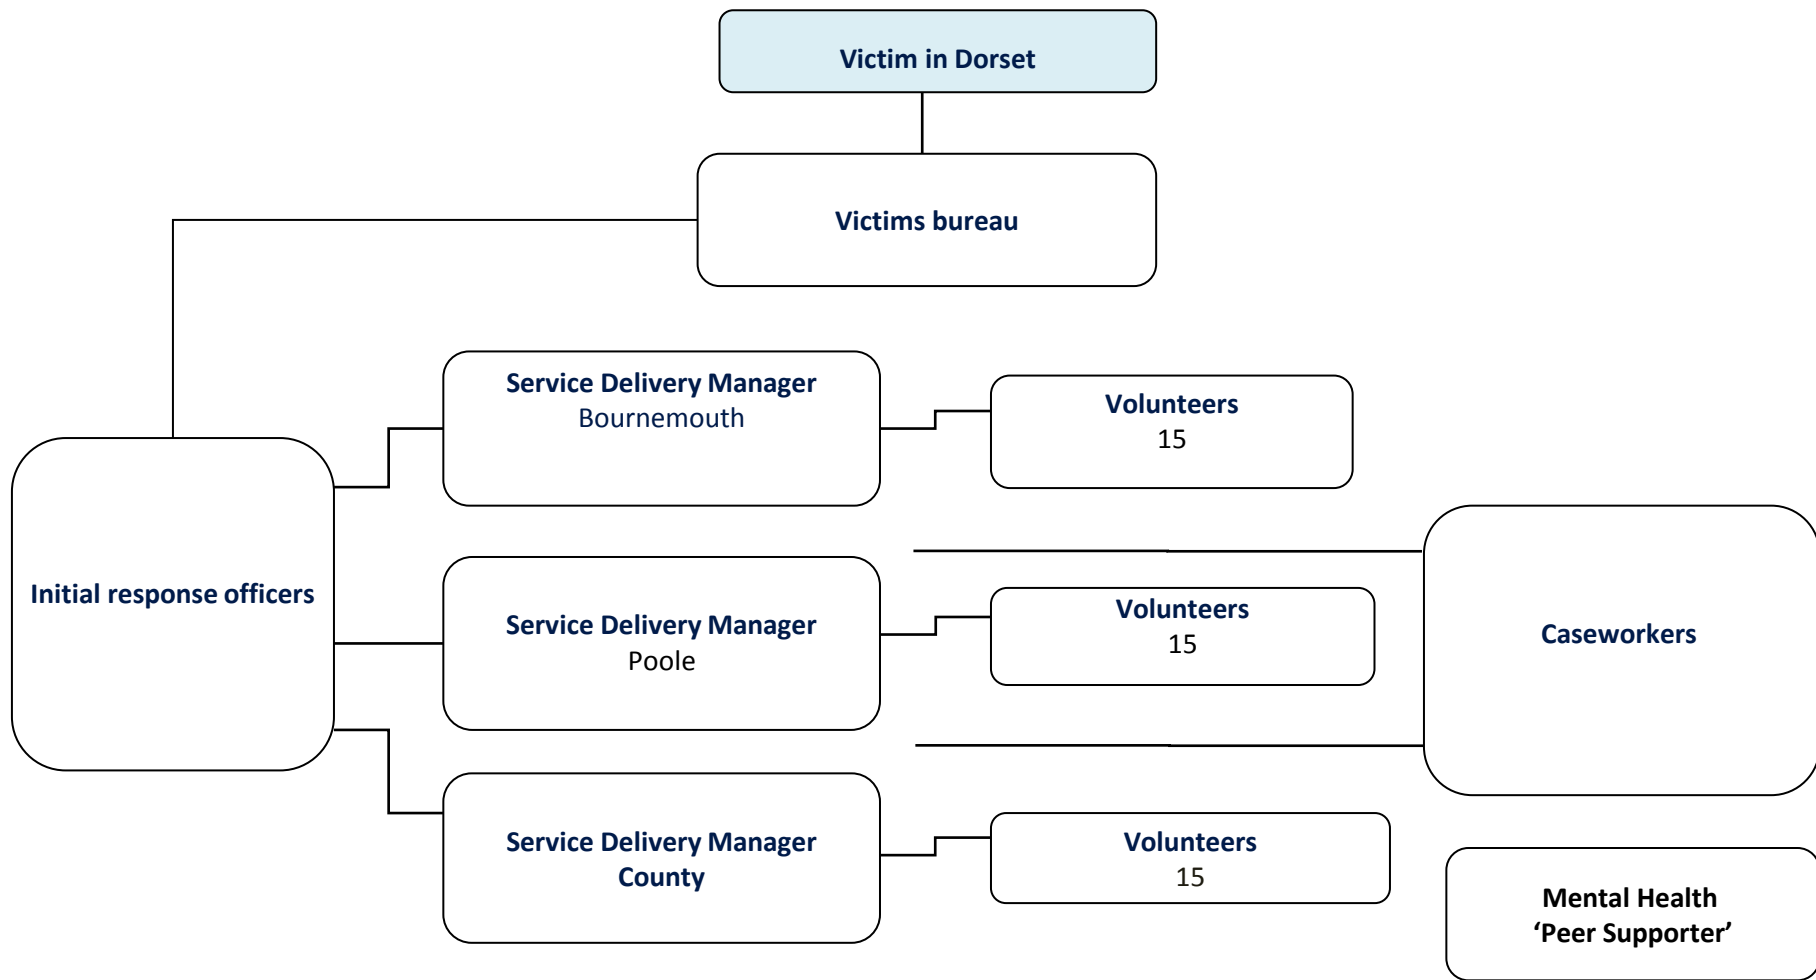 Victim in Dorset
Victims bureau
Service Delivery Manager
Bournemouth
Volunteers
15
Initial response officers
Service Delivery Manager
Poole
Volunteers
15
Caseworkers
Service Delivery Manager
County
Volunteers
15
Mental Health
‘Peer Supporter’